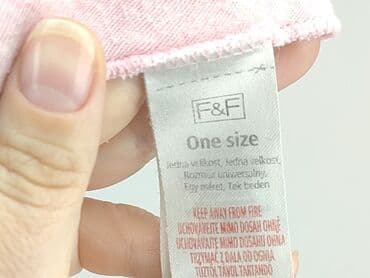 F&F
One size
Jedna velikost, Jedna veľkosť,
Rozmiar uniwersalny,
Egy méret, Tek beden
KEEP AWAY FROM FIRE
UCHOVÁVEJTE MIMO DOSAH OHNĚ
UCHOVÁVAJTE MIMO DOSAHU OHŇA
TRZYMAĆ Z DALA OD OGNIA
TŰZTŐL TÁVOL TARTANDÓ